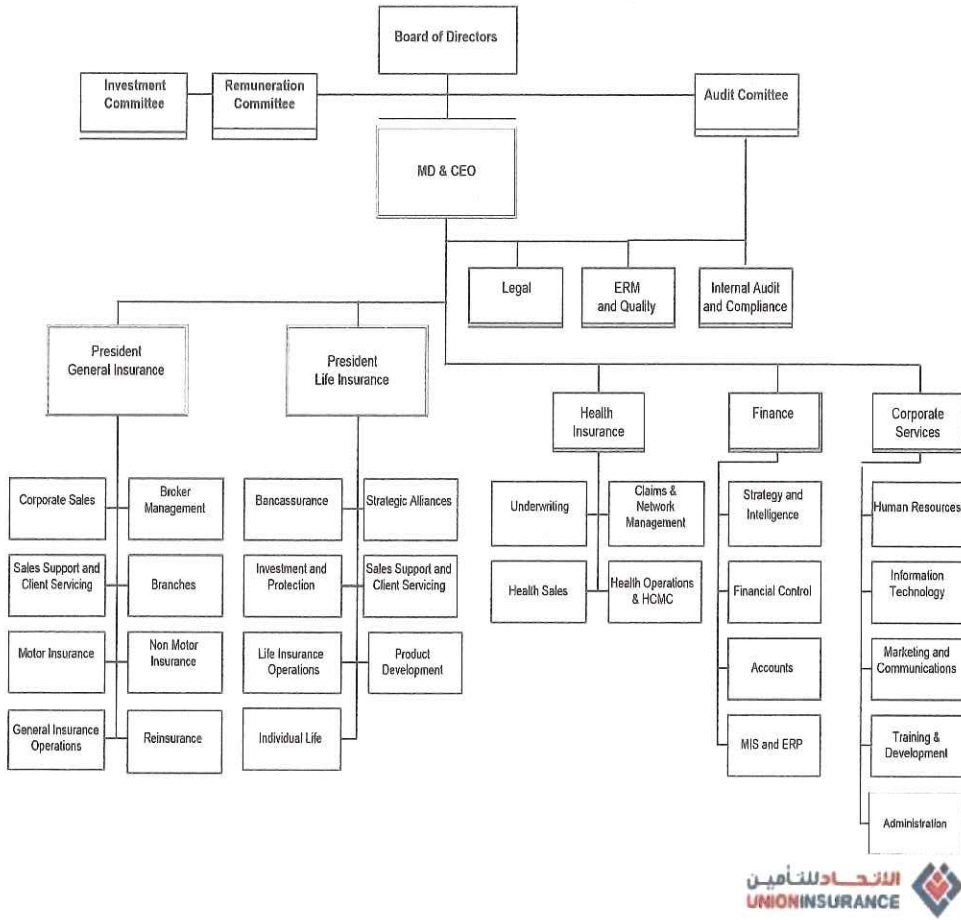 Board of Directors
Investment
Committee
Remuneration
Committee
Audit Comittee
MD & CEO
Legal
ERM
and Quality
Internal Audit
and Compliance
President
General Insurance
President
Life Insurance
Health
Insurance
Finance
Corporate
Services
Corporate Sales
Broker
Management
Sales Support and
Client Servicing
Branches
Motor Insurance
Non Motor
Insurance
General Insurance
Operations
Reinsurance
Bancassurance
Strategic Alliances
Investment and
Protection
Sales Support and
Client Servicing
Life Insurance
Operations
Product
Development
Individual Life
Underwriting
Claims &
Network
Management
Health Sales
Health Operations
& HCMC
Strategy and
Intelligence
Financial Control
Accounts
MIS and ERP
Human Resources
Information
Technology
Marketing and
Communications
Training &
Development
Administration
الاتحاد للتأمين
UNIONINSURANCE